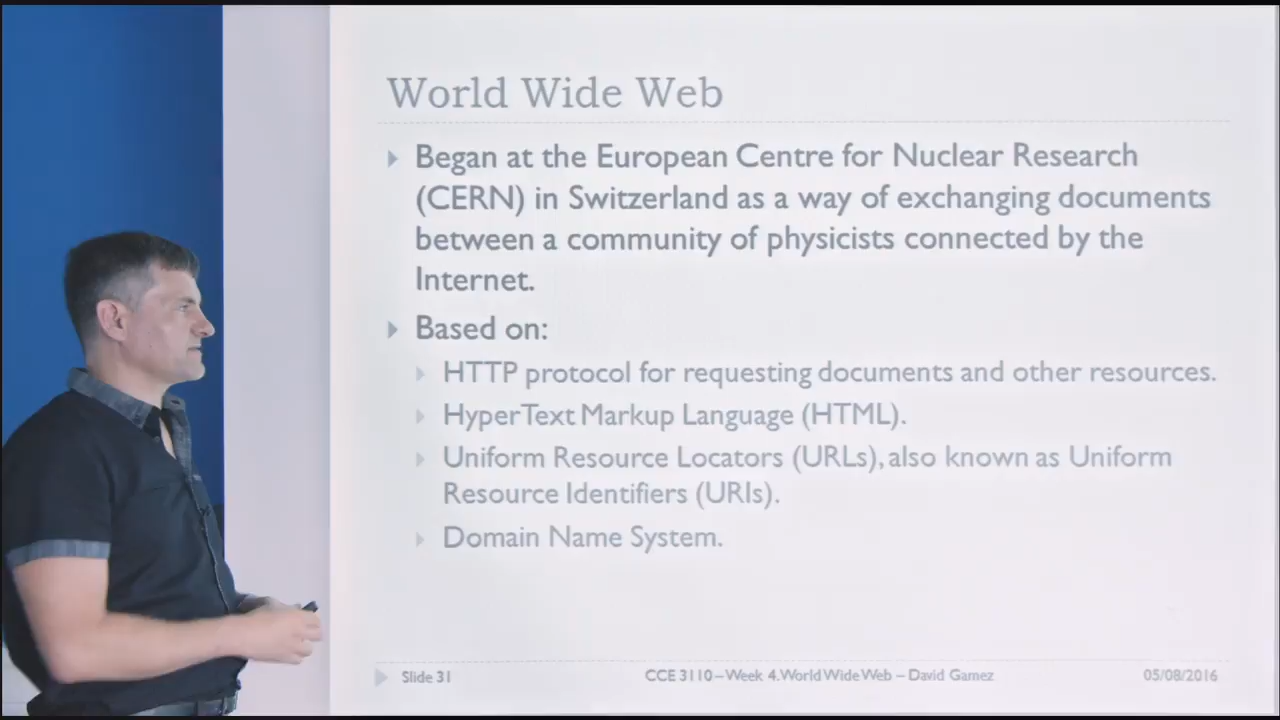 World Wide Web
Began at the European Centre for Nuclear Research
(CERN) in Switzerland as a way of exchanging documents
between a community of physicists connected by the
Internet.
Based on:
HTTP protocol for requesting documents and other resources.
HyperText Markup Language (HTML).
Uniform Resource Locators (URLs), also known as Uniform
Resource Identifiers (URIs).
Domain Name System.
Slide 31 CCE 3110 – Week 4. World Wide Web – David Gamez 05/08/2016